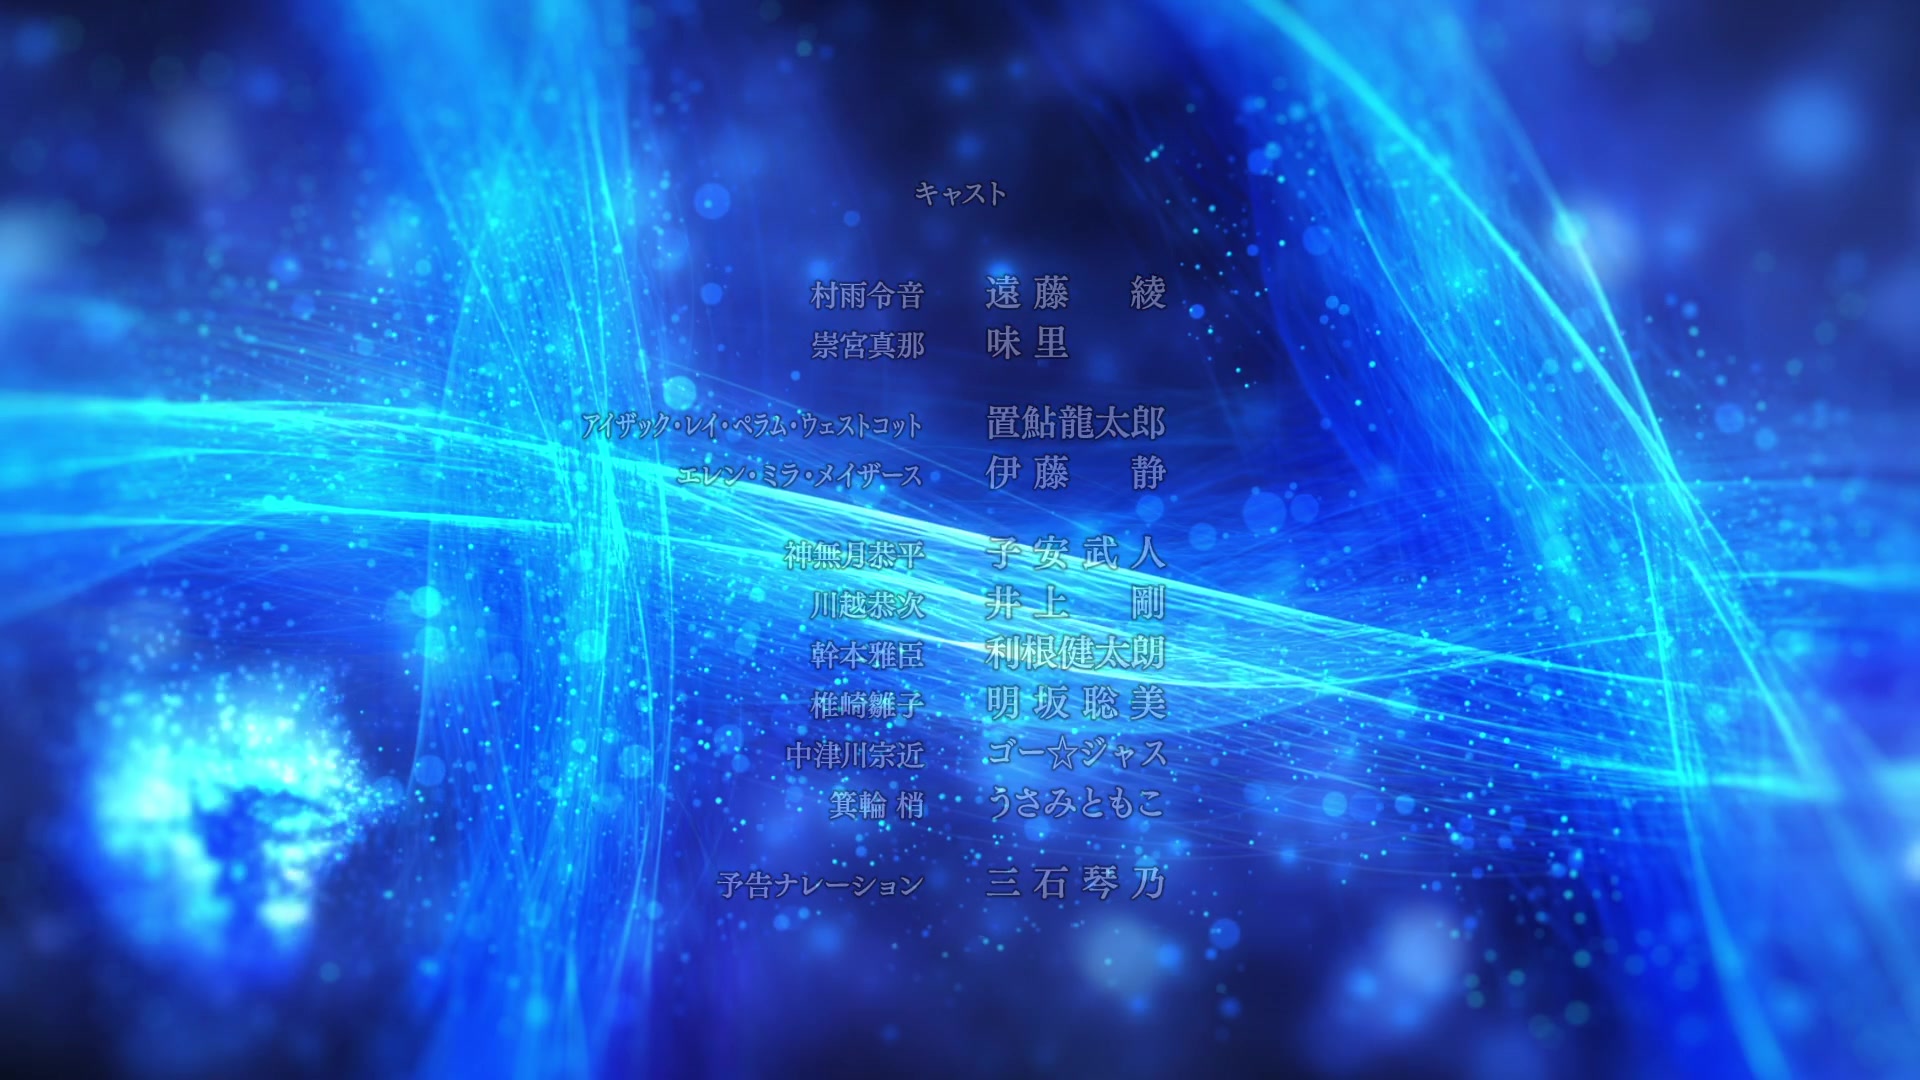 キャスト
村雨令音 遠藤 綾
崇宮真那 味里
アイザック・レイ・ペラム・ウェストコット 置鮎龍太郎
エレン・ミラ・メイザース 伊藤 静
神無月恭平 子安武人
川越恭次 井上 剛
幹本雅臣 利根健太朗
椎崎雛子 明坂聡美
中津川宗近 ゴー☆ジャス
箕輪 梢 うさみともこ
予告ナレーション 三石琴乃